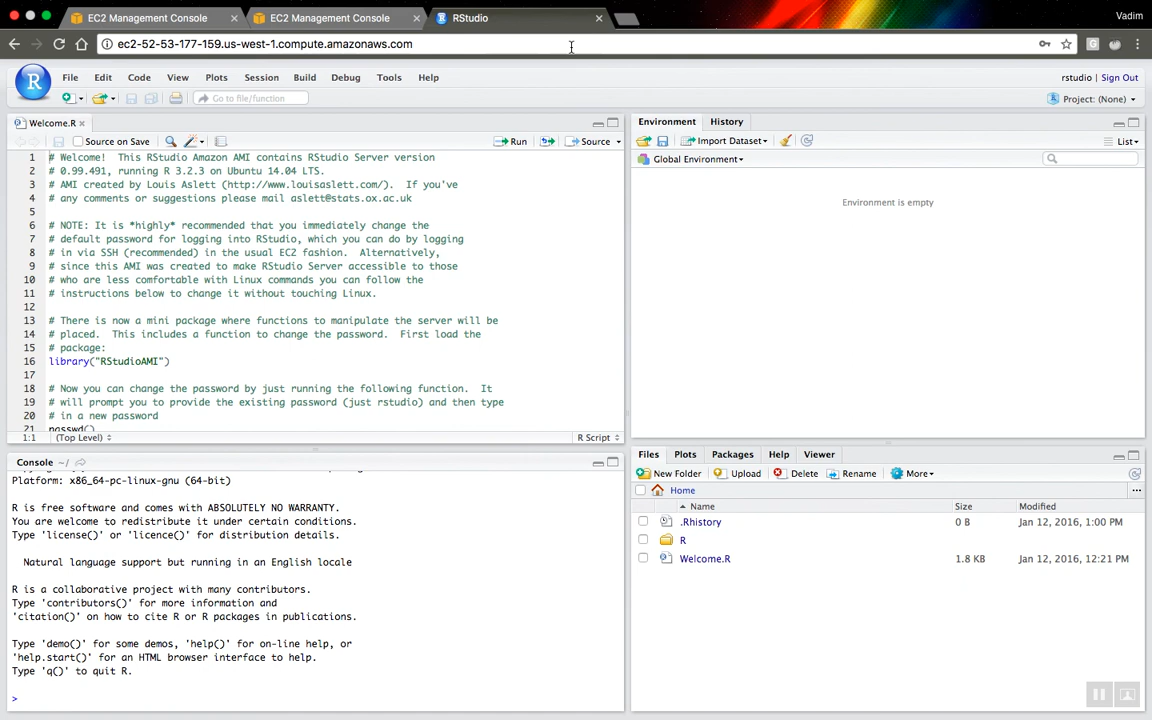 EC2 Management Console
EC2 Management Console
RStudio
Vadim
ec2-52-53-177-159.us-west-1.compute.amazonaws.com
File Edit Code View Plots Session Build Debug Tools Help
rstudio Sign Out
Go to file/function
Project: (None)
Welcome.R
Source on Save
Run
Source
1 # Welcome!  This RStudio Amazon AMI contains RStudio Server version
2 # 0.99.491, running R 3.2.3 on Ubuntu 14.04 LTS.
3 # AMI created by Louis Aslett (http://www.louisaslett.com/).  If you've
4 # any comments or suggestions please mail aslett@stats.ox.ac.uk
5
6 # NOTE: It is *highly* recommended that you immediately change the
7 # default password for logging into RStudio, which you can do by logging
8 # in via SSH (recommended) in the usual EC2 fashion.  Alternatively,
9 # since this AMI was created to make RStudio Server accessible to those
10 # who are less comfortable with Linux commands you can follow the
11 # instructions below to change it without touching Linux.
12
13 # There is now a mini package where functions to manipulate the server will be
14 # placed.  This includes a function to change the password.  First load the
15 # package:
16 library("RStudioAMI")
17
18 # Now you can change the password by just running the following function.  It
19 # will prompt you to provide the existing password (just rstudio) and then type
20 # in a new password
21 passwd()
1:1 (Top Level) R Script
Console ~/
Platform: x86_64-pc-linux-gnu (64-bit)
R is free software and comes with ABSOLUTELY NO WARRANTY.
You are welcome to redistribute it under certain conditions.
Type 'license()' or 'licence()' for distribution details.
Natural language support but running in an English locale
R is a collaborative project with many contributors.
Type 'contributors()' for more information and
'citation()' on how to cite R or R packages in publications.
Type 'demo()' for some demos, 'help()' for on-line help, or
'help.start()' for an HTML browser interface to help.
Type 'q()' to quit R.
>
Environment History
Import Dataset
List
Global Environment
Environment is empty
Files Plots Packages Help Viewer
New Folder Upload Delete Rename More
Home
Name Size Modified
.Rhistory 0 B Jan 12, 2016, 1:00 PM
R
Welcome.R 1.8 KB Jan 12, 2016, 12:21 PM